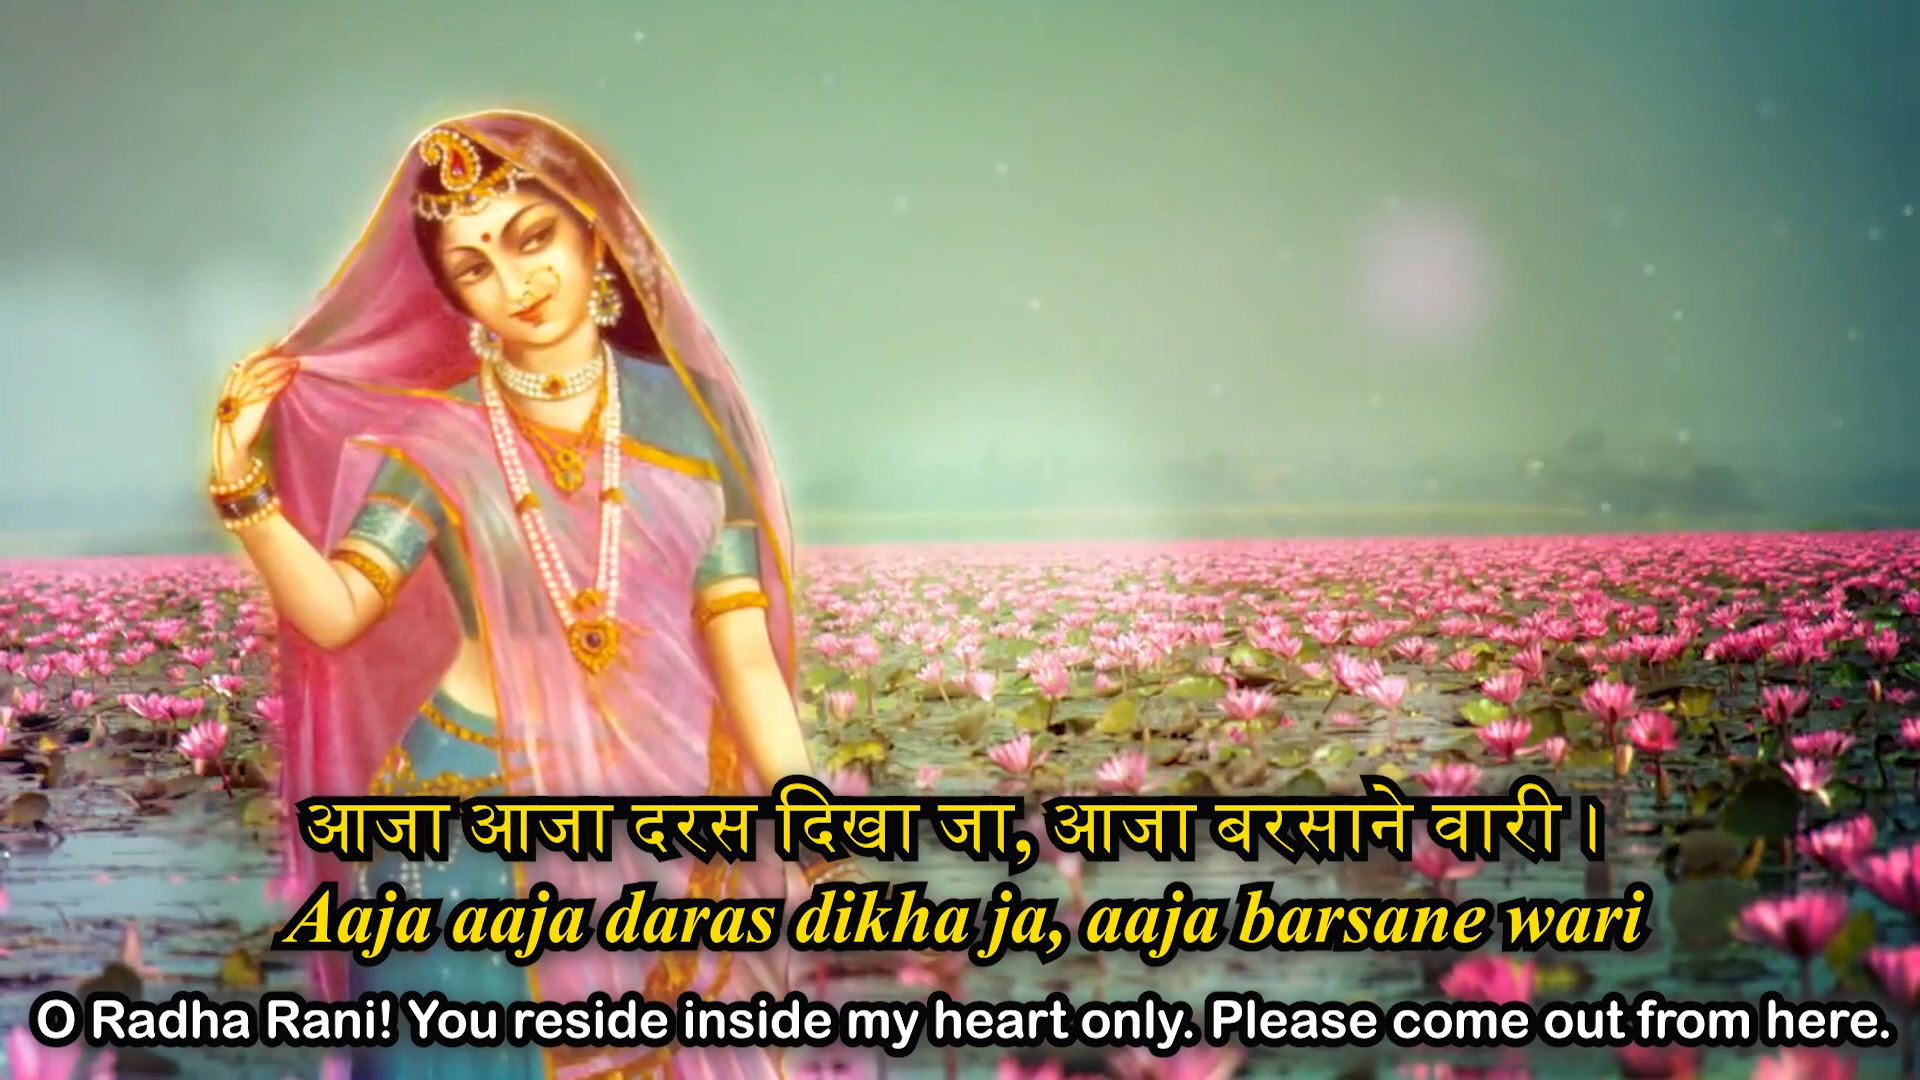 आजा आजा दरस दिखा जा, आजा बरसाने वारी ।
Aaja aaja daras dikha ja, aaja barsane wari
O Radha Rani! You reside inside my heart only. Please come out from here.